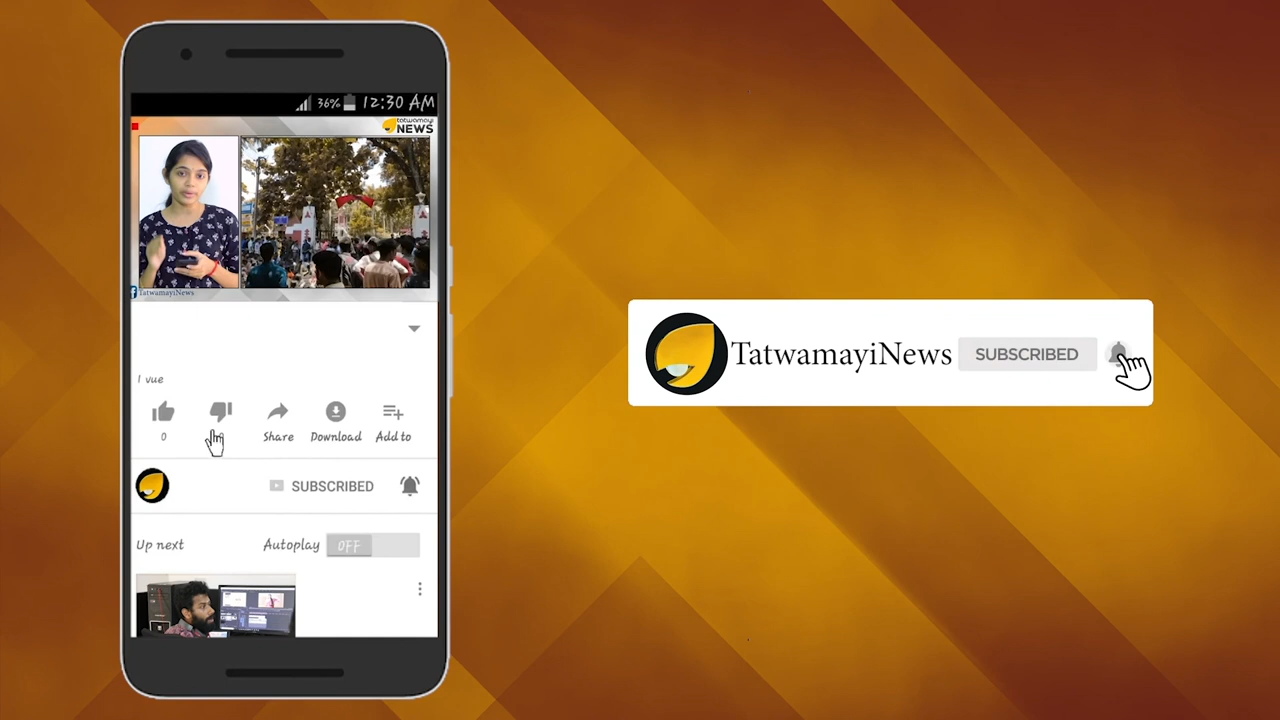 36% 12:30 AM
tatwamayi
NEWS
TatwamayiNews
1 vue
0
Share
Download
Add to
SUBSCRIBED
Up next
Autoplay
OFF
TatwamayiNews
SUBSCRIBED